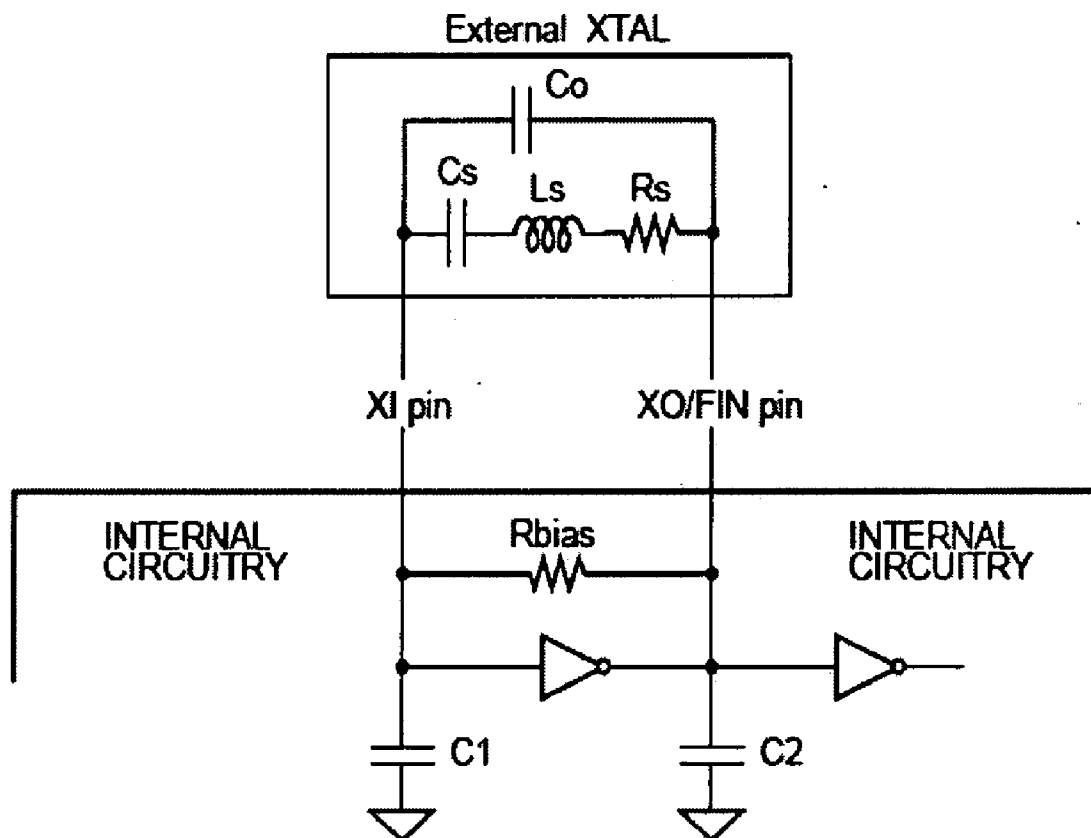 External XTAL
Co
Cs
Ls
Rs
XI pin
XO/FIN pin
INTERNAL
CIRCUITRY
Rbias
INTERNAL
CIRCUITRY
C1
C2